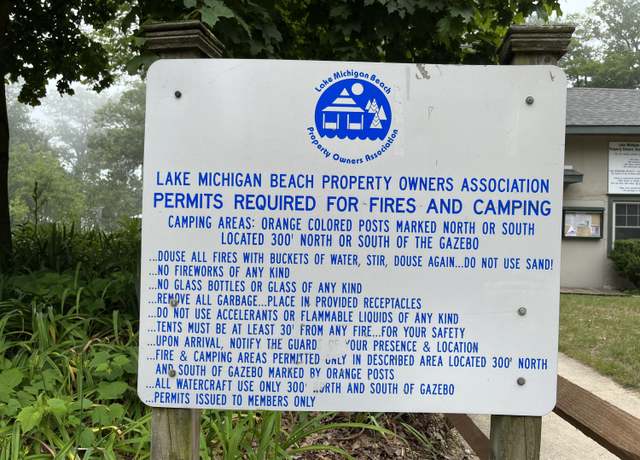 Lake Michigan Beach
Property Owners Association
LAKE MICHIGAN BEACH PROPERTY OWNERS ASSOCIATION
PERMITS REQUIRED FOR FIRES AND CAMPING
CAMPING AREAS: ORANGE COLORED POSTS MARKED NORTH OR SOUTH
LOCATED 300' NORTH OR SOUTH OF THE GAZEBO
...DOUSE ALL FIRES WITH BUCKETS OF WATER, STIR, DOUSE AGAIN...DO NOT USE SAND!
...NO FIREWORKS OF ANY KIND
...NO GLASS BOTTLES OR GLASS OF ANY KIND
...REMOVE ALL GARBAGE...PLACE IN PROVIDED RECEPTACLES
...DO NOT USE ACCELERANTS OR FLAMMABLE LIQUIDS OF ANY KIND
...TENTS MUST BE AT LEAST 30' FROM ANY FIRE...FOR YOUR SAFETY
...UPON ARRIVAL, NOTIFY THE GUARD OF YOUR PRESENCE & LOCATION
...FIRE & CAMPING AREAS PERMITTED ONLY IN DESCRIBED AREA LOCATED 300' NORTH
AND SOUTH OF GAZEBO MARKED BY ORANGE POSTS
...ALL WATERCRAFT USE ONLY 300' NORTH AND SOUTH OF GAZEBO
...PERMITS ISSUED TO MEMBERS ONLY